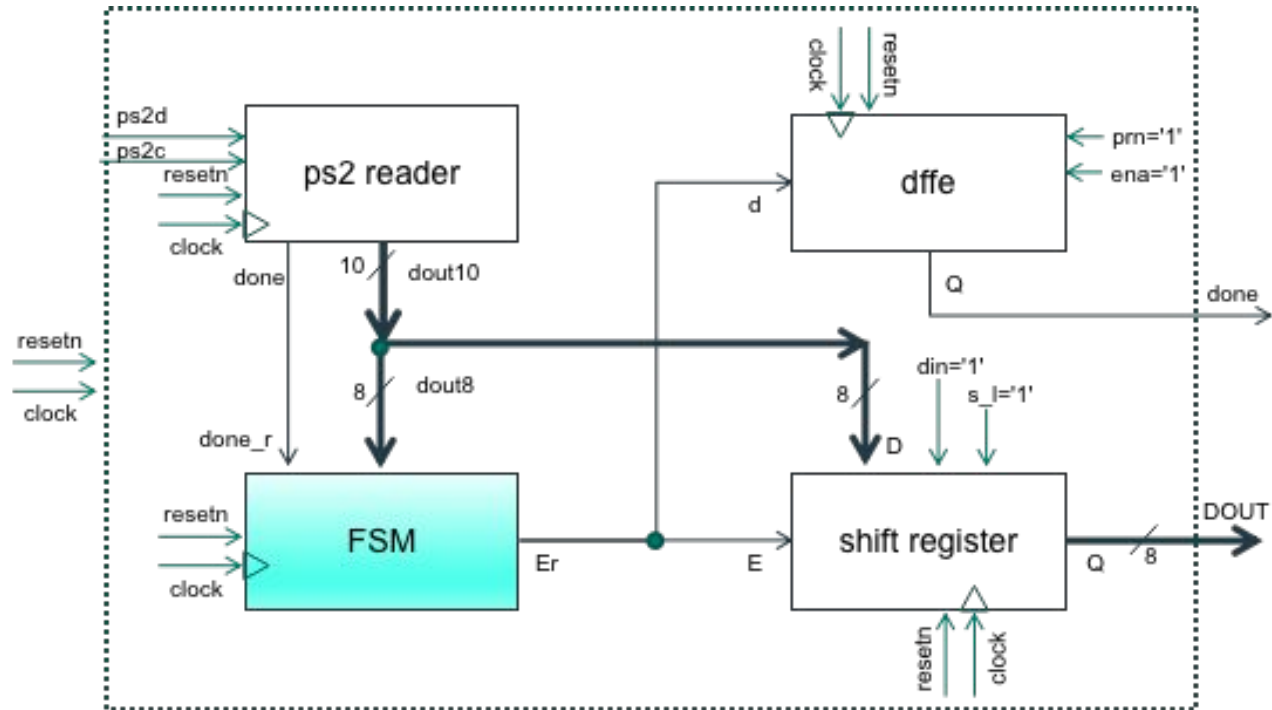 clock
resetn
ps2d
ps2c
resetn
clock
ps2 reader
dffe
prn='1'
ena='1'
d
done
10
dout10
Q
done
resetn
clock
8
dout8
8
din='1'
s_l='1'
done_r
D
resetn
clock
FSM
Er
E
shift register
Q
8
DOUT
resetn
clock